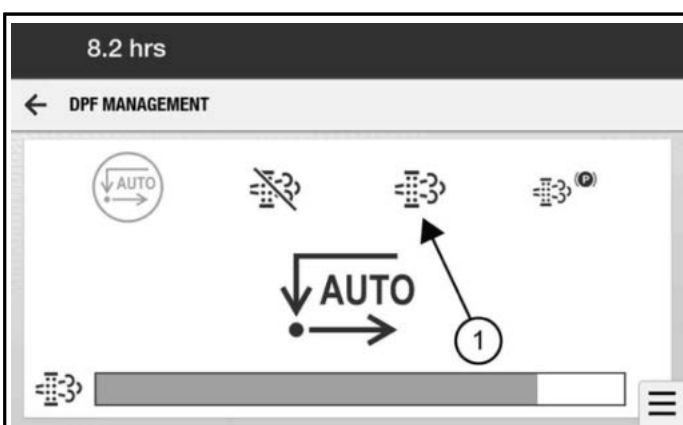 8.2 hrs
DPF MANAGEMENT
AUTO
(P)
AUTO
1